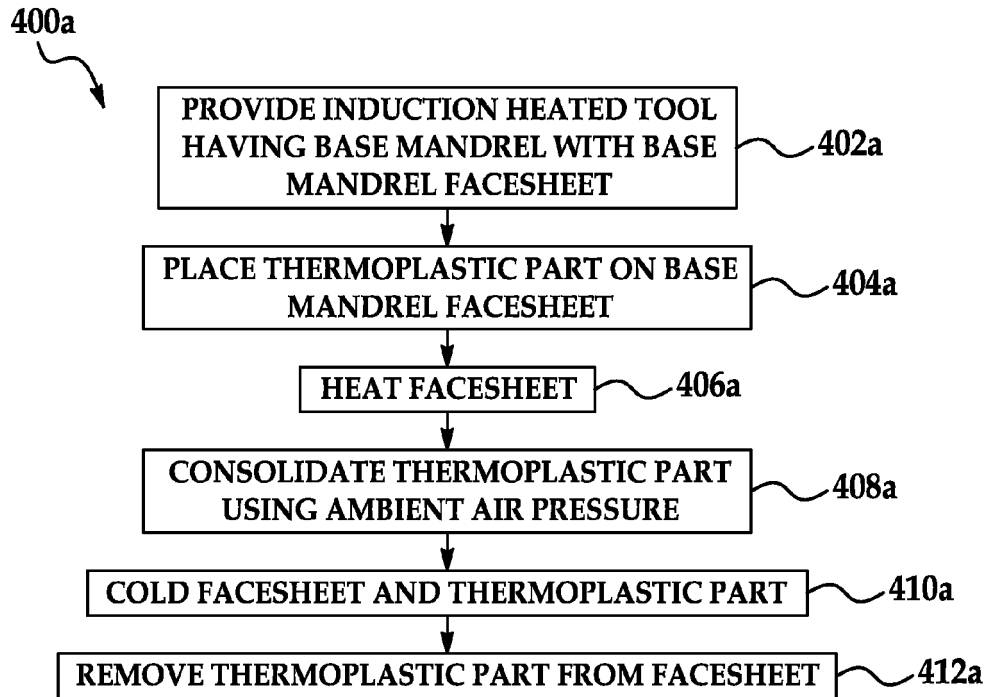 400a
PROVIDE INDUCTION HEATED TOOL
HAVING BASE MANDREL WITH BASE
MANDREL FACESHEET
402a
PLACE THERMOPLASTIC PART ON BASE
MANDREL FACESHEET
404a
HEAT FACESHEET
406a
CONSOLIDATE THERMOPLASTIC PART
USING AMBIENT AIR PRESSURE
408a
COLD FACESHEET AND THERMOPLASTIC PART
410a
REMOVE THERMOPLASTIC PART FROM FACESHEET
412a